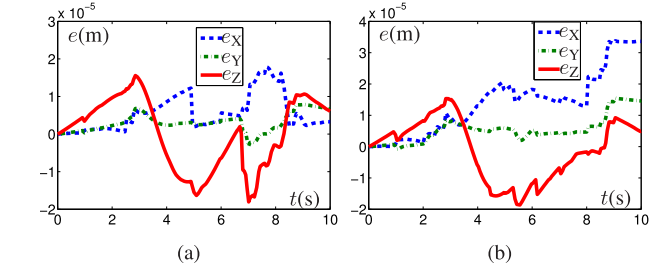 x 10⁻⁵
e(m)
e_X
e_Y
e_Z
2
1
0
−1
−2
t(s)
0 2 4 6 8 10
(a)
x 10⁻⁵
e(m)
e_X
e_Y
e_Z
4
3
2
1
0
−1
−2
t(s)
0 2 4 6 8 10
(b)